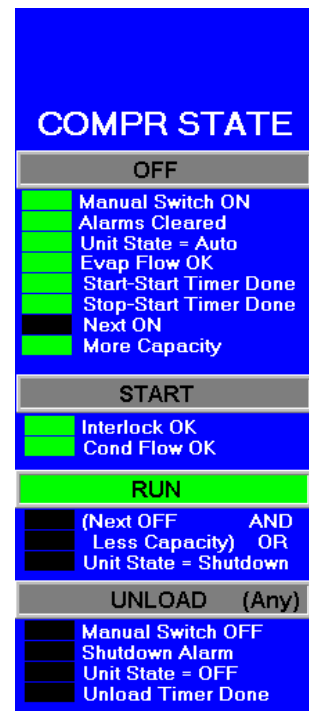 COMPR STATE
OFF
Manual Switch ON
Alarms Cleared
Unit State = Auto
Evap Flow OK
Start-Start Timer Done
Stop-Start Timer Done
Next ON
More Capacity
START
Interlock OK
Cond Flow OK
RUN
(Next OFF AND
Less Capacity) OR
Unit State = Shutdown
UNLOAD (Any)
Manual Switch OFF
Shutdown Alarm
Unit State = OFF
Unload Timer Done